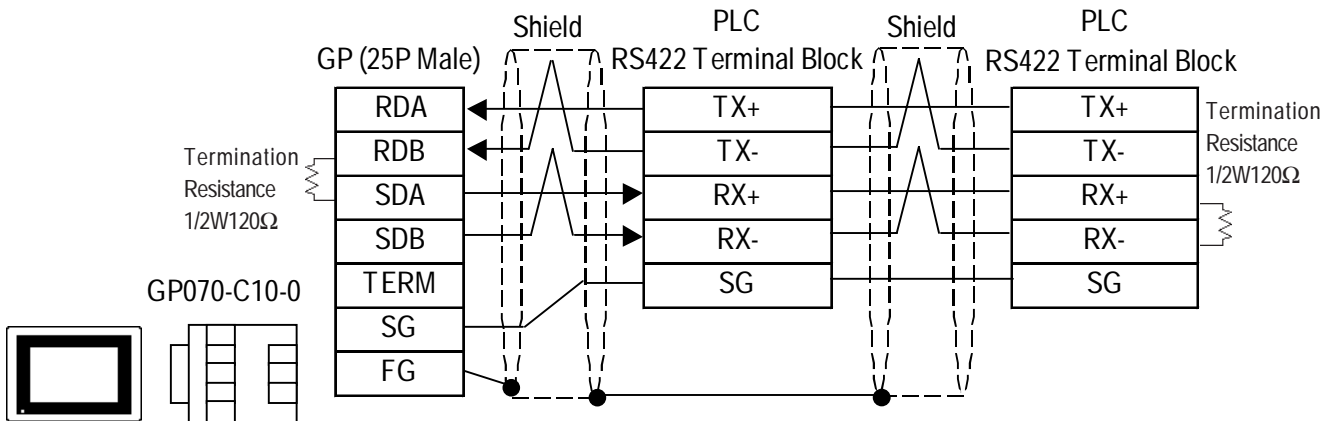 Shield
PLC
Shield
PLC
GP (25P Male)
RS422 Terminal Block
RS422 Terminal Block
RDA
TX+
TX+
RDB
TX-
TX-
SDA
RX+
RX+
SDB
RX-
RX-
TERM
SG
SG
SG
FG
Termination
Resistance
1/2W120Ω
Termination
Resistance
1/2W120Ω
GP070-C10-0